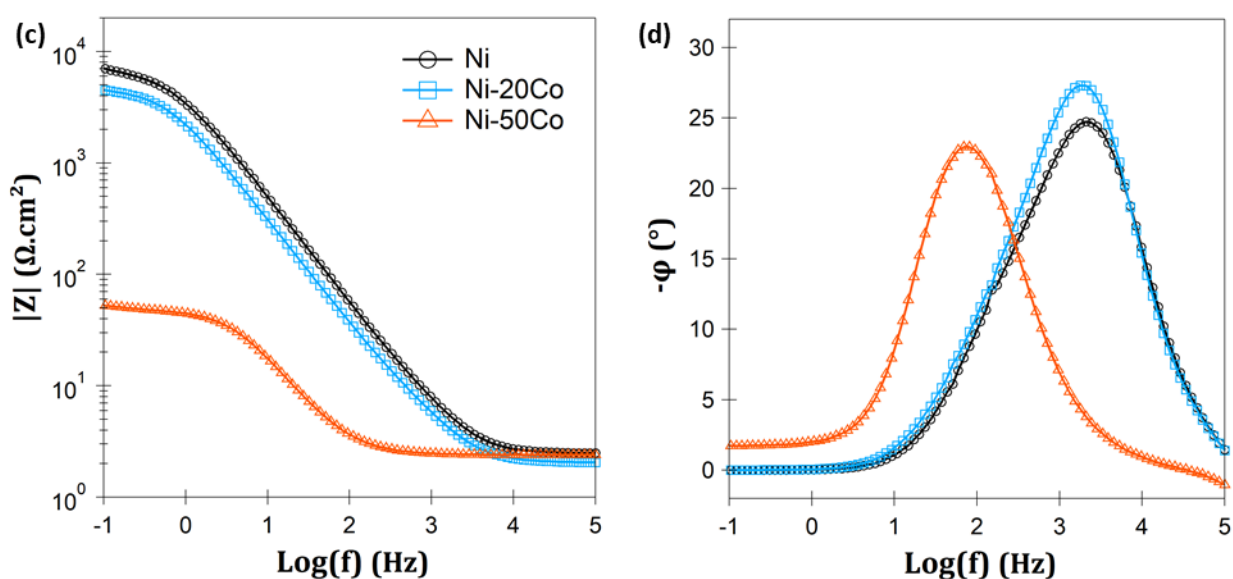 (c)
|Z| (Ω.cm²)
10⁴
10³
10²
10¹
10⁰
Ni
Ni-20Co
Ni-50Co
-1 0 1 2 3 4 5
Log(f) (Hz)
(d)
-φ (°)
30
25
20
15
10
5
0
-1 0 1 2 3 4 5
Log(f) (Hz)